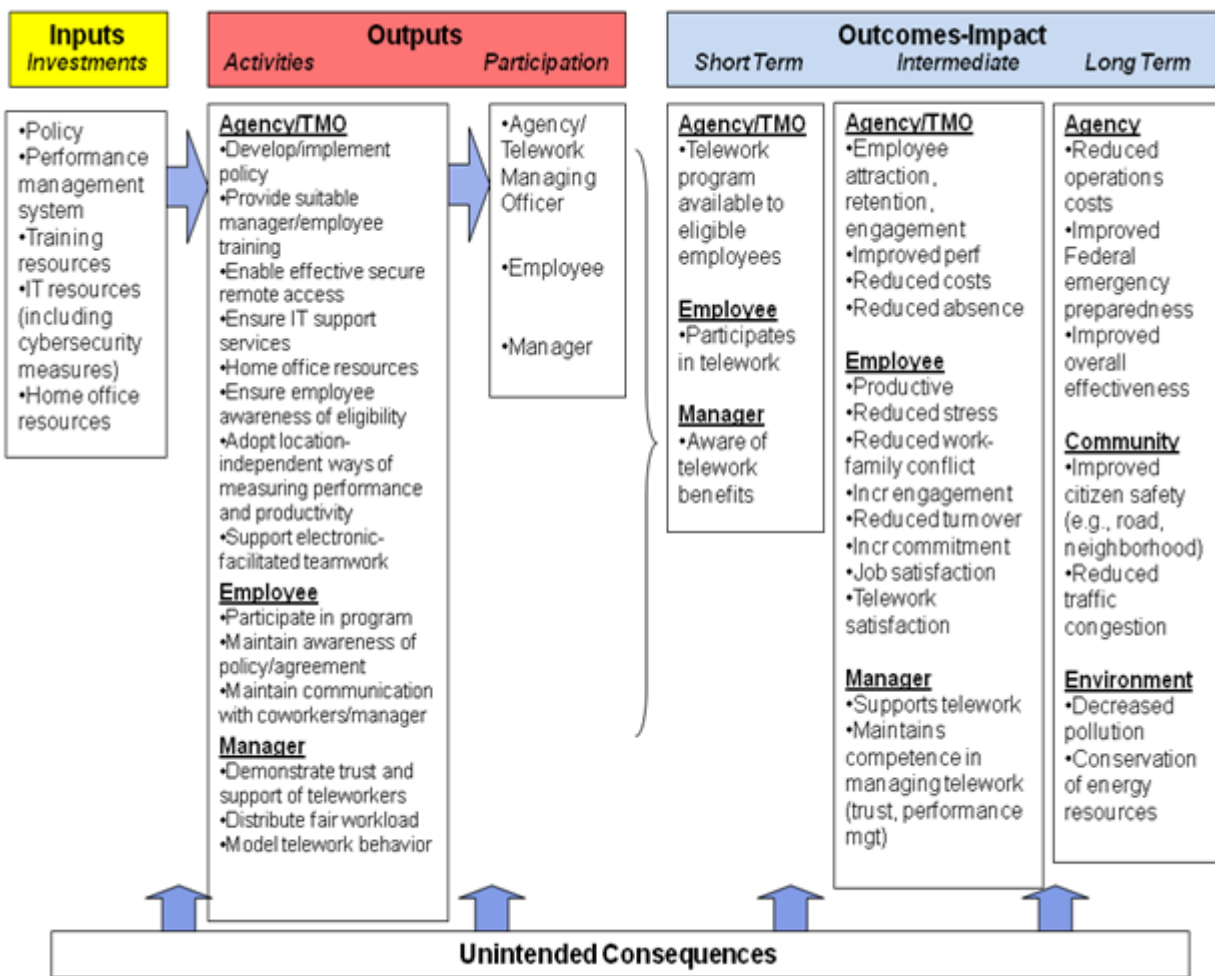 Inputs
Investments
Outputs
Activities
Participation
Outcomes-Impact
Short Term
Intermediate
Long Term
•Policy
•Performance
management
system
•Training
resources
•IT resources
(including
cybersecurity
measures)
•Home office
resources
Agency/TMO
•Develop/implement
policy
•Provide suitable
manager/employee
training
•Enable effective secure
remote access
•Ensure IT support
services
•Home office resources
•Ensure employee
awareness of eligibility
•Adopt location-
independent ways of
measuring performance
and productivity
•Support electronic-
facilitated teamwork
Employee
•Participate in program
•Maintain awareness of
policy/agreement
•Maintain communication
with coworkers/manager
Manager
•Demonstrate trust and
support of teleworkers
•Distribute fair workload
•Model telework behavior
•Agency/
Telework
Managing
Officer
•Employee
•Manager
Agency/TMO
•Telework
program
available to
eligible
employees
Employee
•Participates
in telework
Manager
•Aware of
telework
benefits
Agency/TMO
•Employee
attraction,
retention,
engagement
•Improved perf
•Reduced costs
•Reduced absence
Employee
•Productive
•Reduced stress
•Reduced work-
family conflict
•Incr engagement
•Reduced turnover
•Incr commitment
•Job satisfaction
•Telework
satisfaction
Manager
•Supports telework
•Maintains
competence in
managing telework
(trust, performance
mgt)
Agency
•Reduced
operations
costs
•Improved
Federal
emergency
preparedness
•Improved
overall
effectiveness
Community
•Improved
citizen safety
(e.g., road,
neighborhood)
•Reduced
traffic
congestion
Environment
•Decreased
pollution
•Conservation
of energy
resources
Unintended Consequences